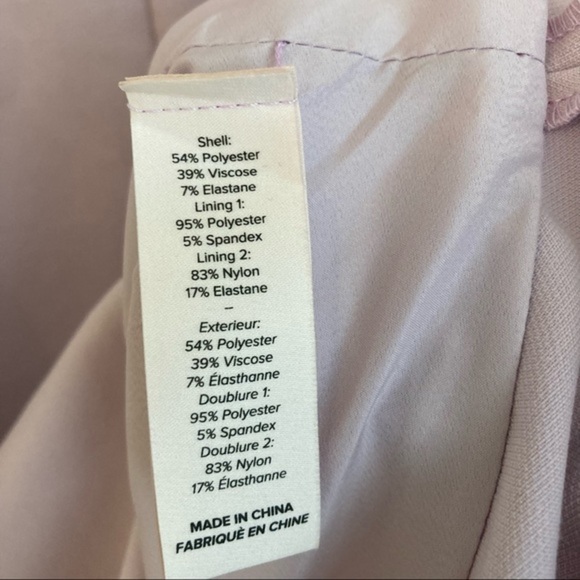 Shell:
54% Polyester
39% Viscose
7% Elastane
Lining 1:
95% Polyester
5% Spandex
Lining 2:
83% Nylon
17% Elastane
–
Exterieur:
54% Polyester
39% Viscose
7% Élasthanne
Doublure 1:
95% Polyester
5% Spandex
Doublure 2:
83% Nylon
17% Élasthanne
MADE IN CHINA
FABRIQUÈ EN CHINE